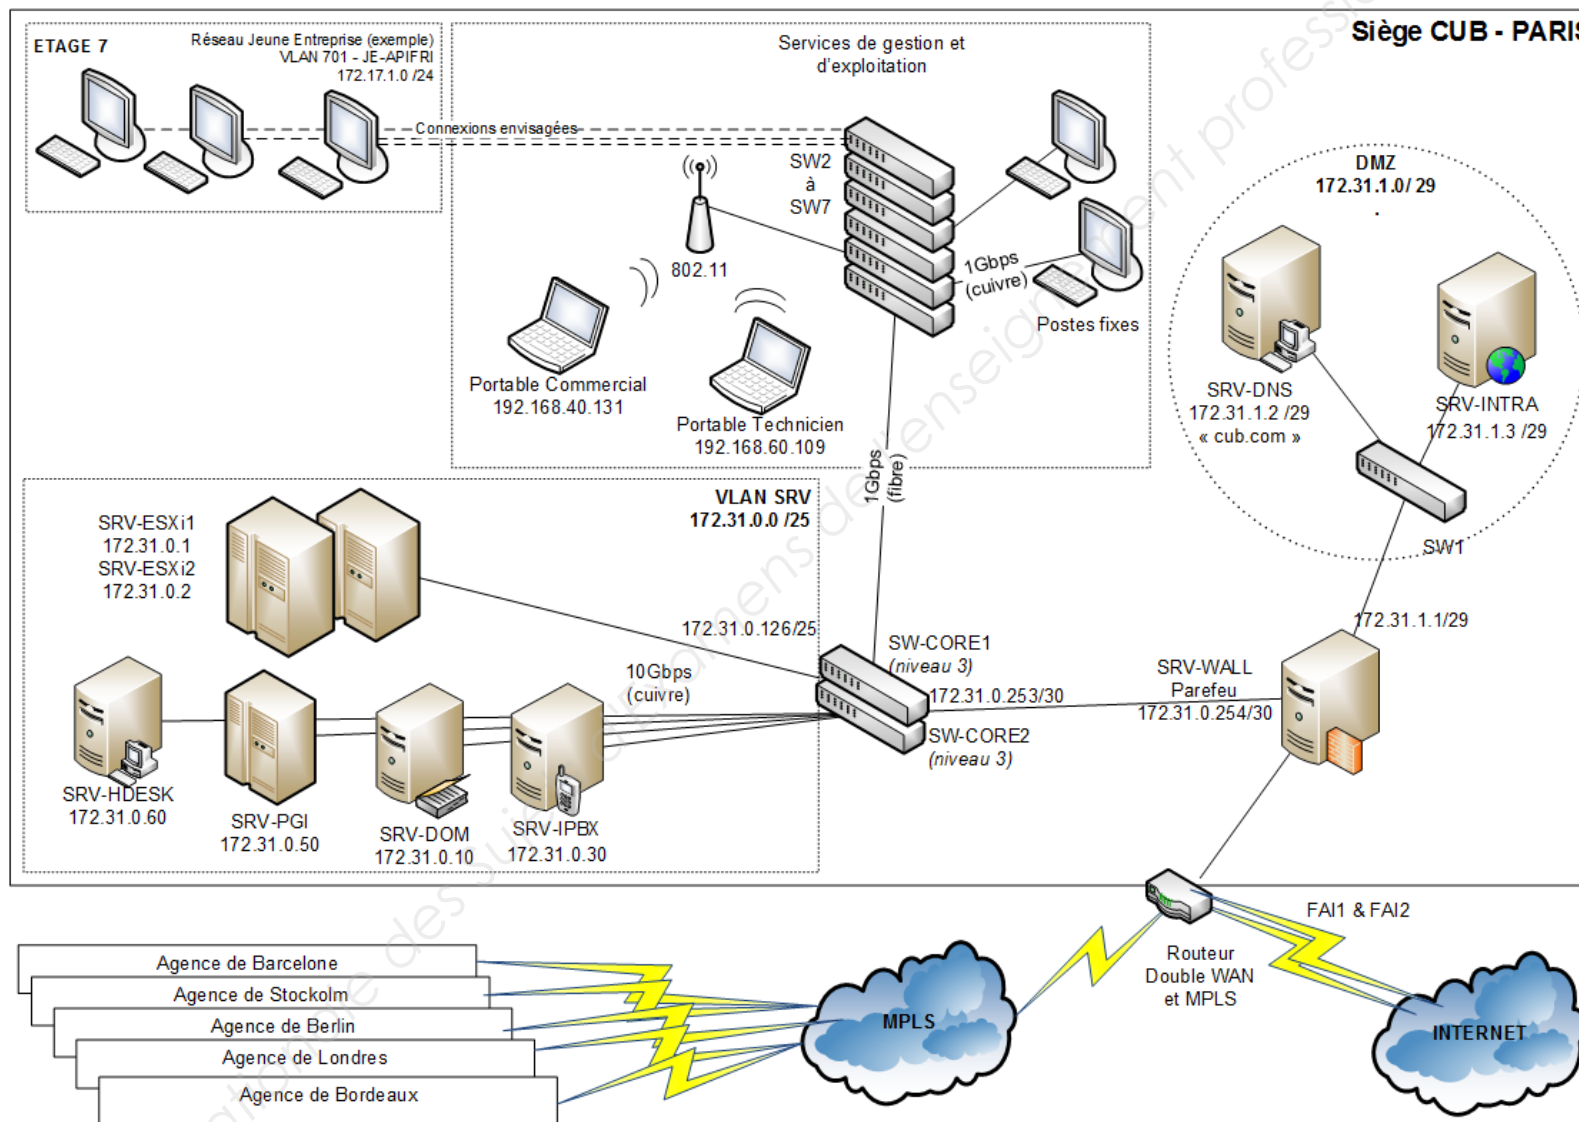 Siège CUB - PARIS
ETAGE 7
Réseau Jeune Entreprise (exemple)
VLAN 701 - JE-APIFRI
172.17.1.0 /24
Services de gestion et
d'exploitation
Connexions envisagées
SW2
à
SW7
802.11
1Gbps
(cuivre)
Postes fixes
Portable Commercial
192.168.40.131
Portable Technicien
192.168.60.109
1Gbps
(fibre)
DMZ
172.31.1.0/ 29
.
SRV-DNS
172.31.1.2 /29
« cub.com »
SRV-INTRA
172.31.1.3 /29
SW1
VLAN SRV
172.31.0.0 /25
SRV-ESXi1
172.31.0.1
SRV-ESXi2
172.31.0.2
172.31.0.126/25
10Gbps
(cuivre)
SW-CORE1
(niveau 3)
172.31.0.253/30
SW-CORE2
(niveau 3)
172.31.1.1/29
SRV-WALL
Parefeu
172.31.0.254/30
SRV-HDESK
172.31.0.60
SRV-PGI
172.31.0.50
SRV-DOM
172.31.0.10
SRV-IPBX
172.31.0.30
FAI1 & FAI2
Routeur
Double WAN
et MPLS
Agence de Barcelone
Agence de Stockolm
Agence de Berlin
Agence de Londres
Agence de Bordeaux
MPLS
INTERNET
des Sujets d'Examens de l'enseignement